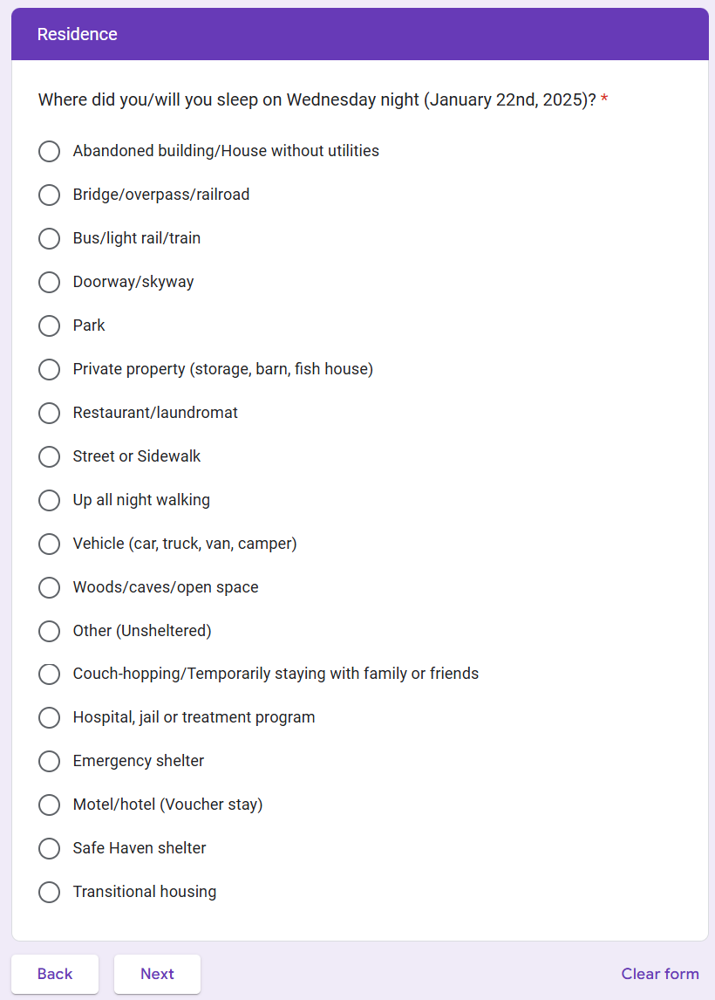 Residence
Where did you/will you sleep on Wednesday night (January 22nd, 2025)? *
Abandoned building/House without utilities
Bridge/overpass/railroad
Bus/light rail/train
Doorway/skyway
Park
Private property (storage, barn, fish house)
Restaurant/laundromat
Street or Sidewalk
Up all night walking
Vehicle (car, truck, van, camper)
Woods/caves/open space
Other (Unsheltered)
Couch-hopping/Temporarily staying with family or friends
Hospital, jail or treatment program
Emergency shelter
Motel/hotel (Voucher stay)
Safe Haven shelter
Transitional housing
Back Next Clear form